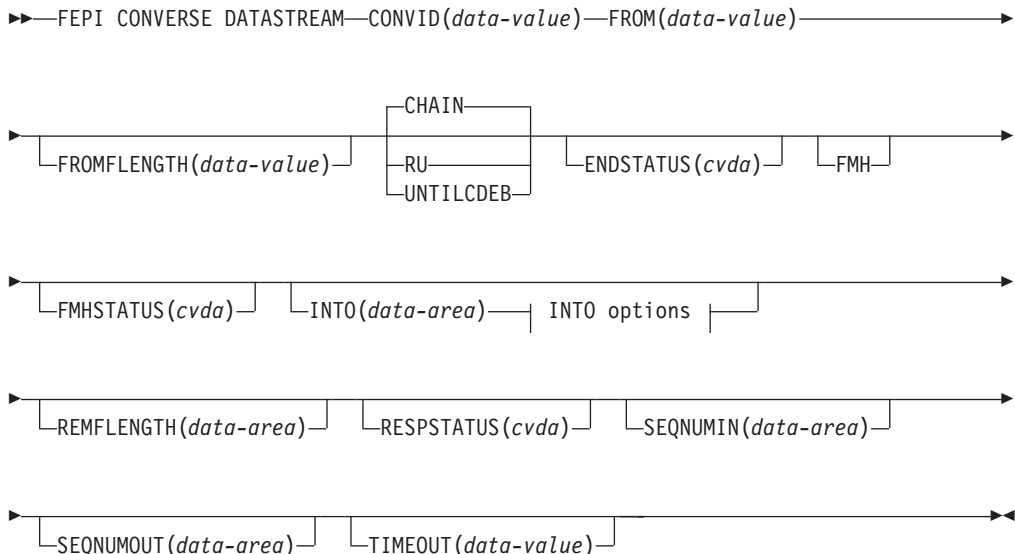 FEPI CONVERSE DATASTREAM CONVID(data-value) FROM(data-value)
CHAIN
FROMFLENGTH(data-value) RU ENDSTATUS(cvda) FMH
UNTILCDEB
FMHSTATUS(cvda) INTO(data-area) INTO options
REMFLENGTH(data-area) RESPSTATUS(cvda) SEQNUMIN(data-area)
SEQNUMOUT(data-area) TIMEOUT(data-value)